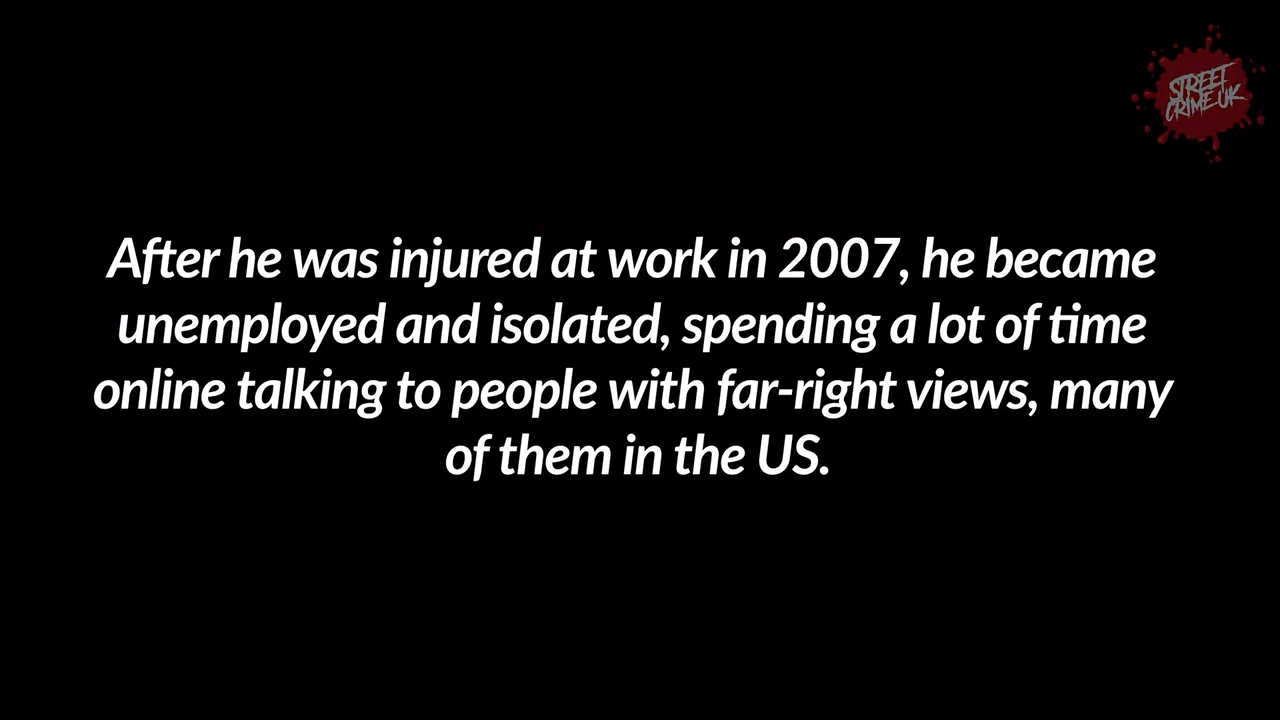 STREET
CRIME UK
After he was injured at work in 2007, he became
unemployed and isolated, spending a lot of time
online talking to people with far-right views, many
of them in the US.